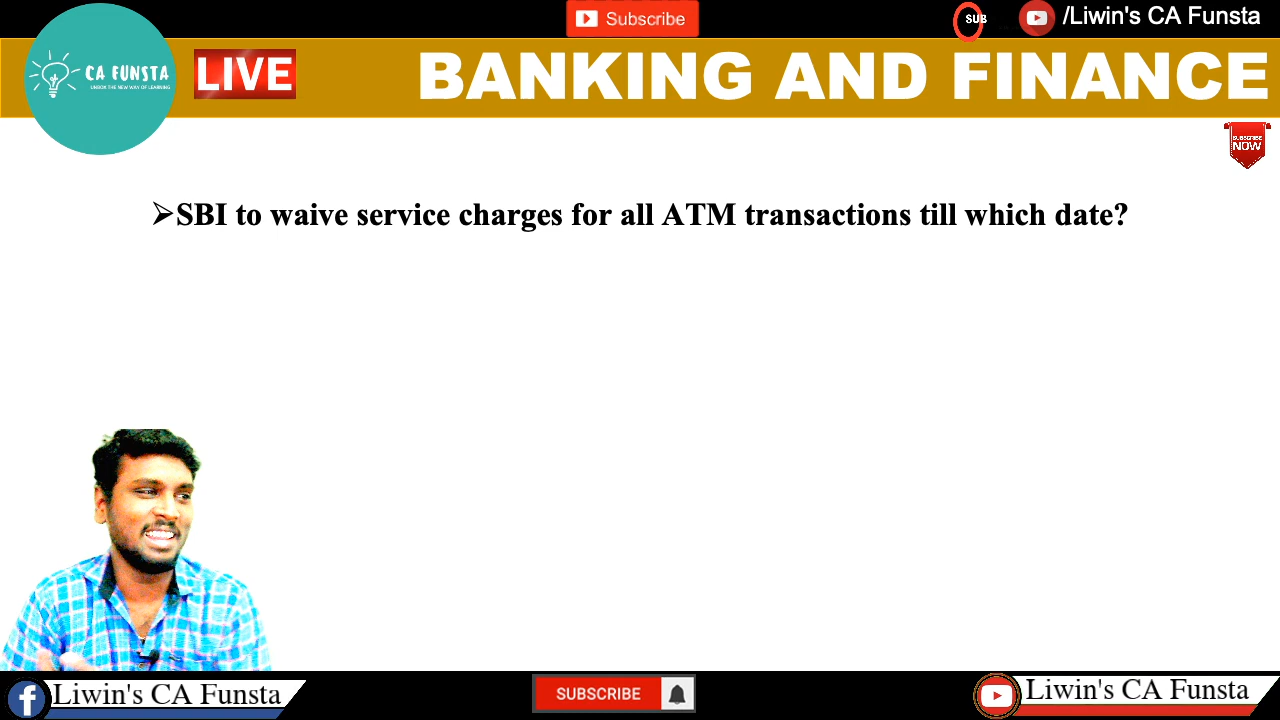 Subscribe
SUB
/Liwin's CA Funsta
CA FUNSTA
LIVE
BANKING AND FINANCE
SUBSCRIBE
NOW
➢SBI to waive service charges for all ATM transactions till which date?
Liwin's CA Funsta
SUBSCRIBE
Liwin's CA Funsta